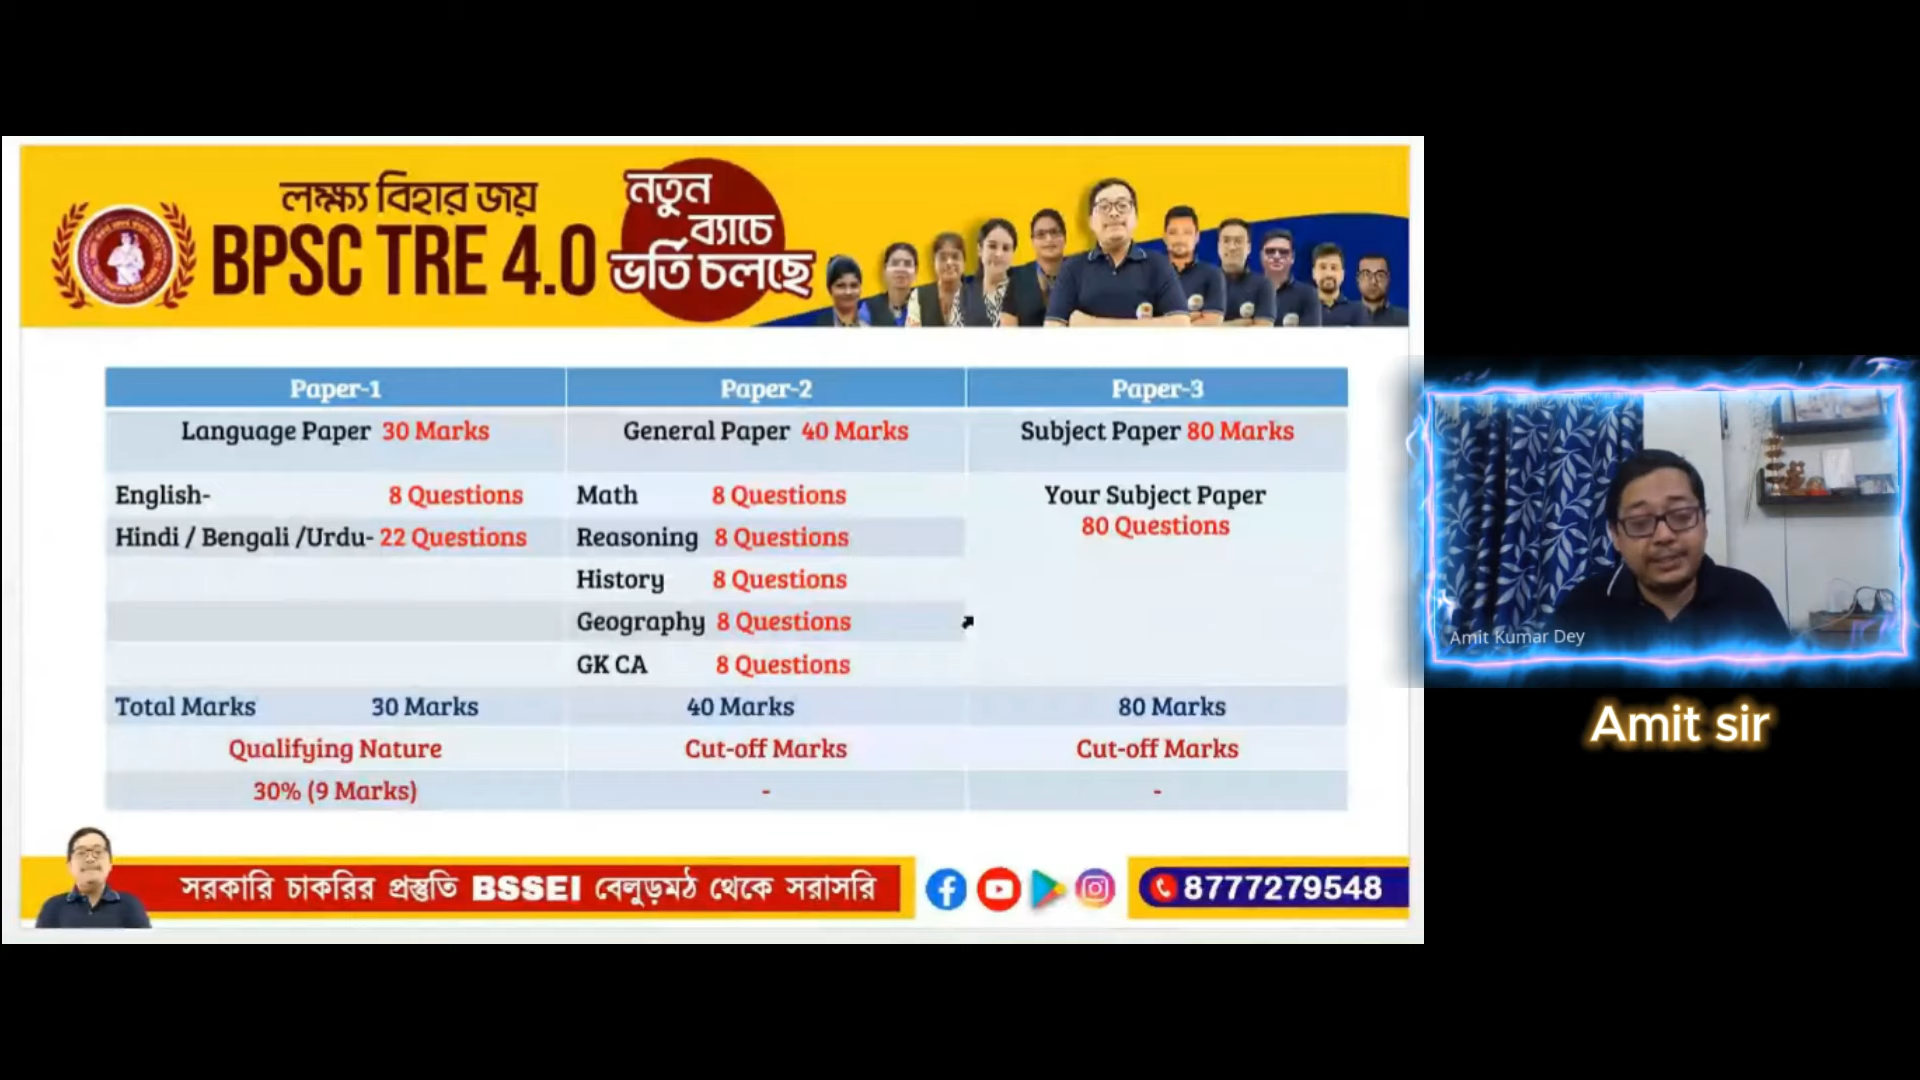 লক্ষ্য বিহার জয়
BPSC TRE 4.0
নতুন
ব্যাচে
ভর্তি চলছে
Paper-1 Paper-2 Paper-3
Language Paper 30 Marks General Paper 40 Marks Subject Paper 80 Marks
English- 8 Questions Math 8 Questions Your Subject Paper
80 Questions
Hindi / Bengali /Urdu- 22 Questions Reasoning 8 Questions
History 8 Questions
Geography 8 Questions
GK CA 8 Questions
Total Marks 30 Marks 40 Marks 80 Marks
Qualifying Nature Cut-off Marks Cut-off Marks
30% (9 Marks) - -
সরকারি চাকরির প্রস্তুতি BSSEI বেলুড়মঠ থেকে সরাসরি
8777279548
Amit Kumar Dey
Amit sir